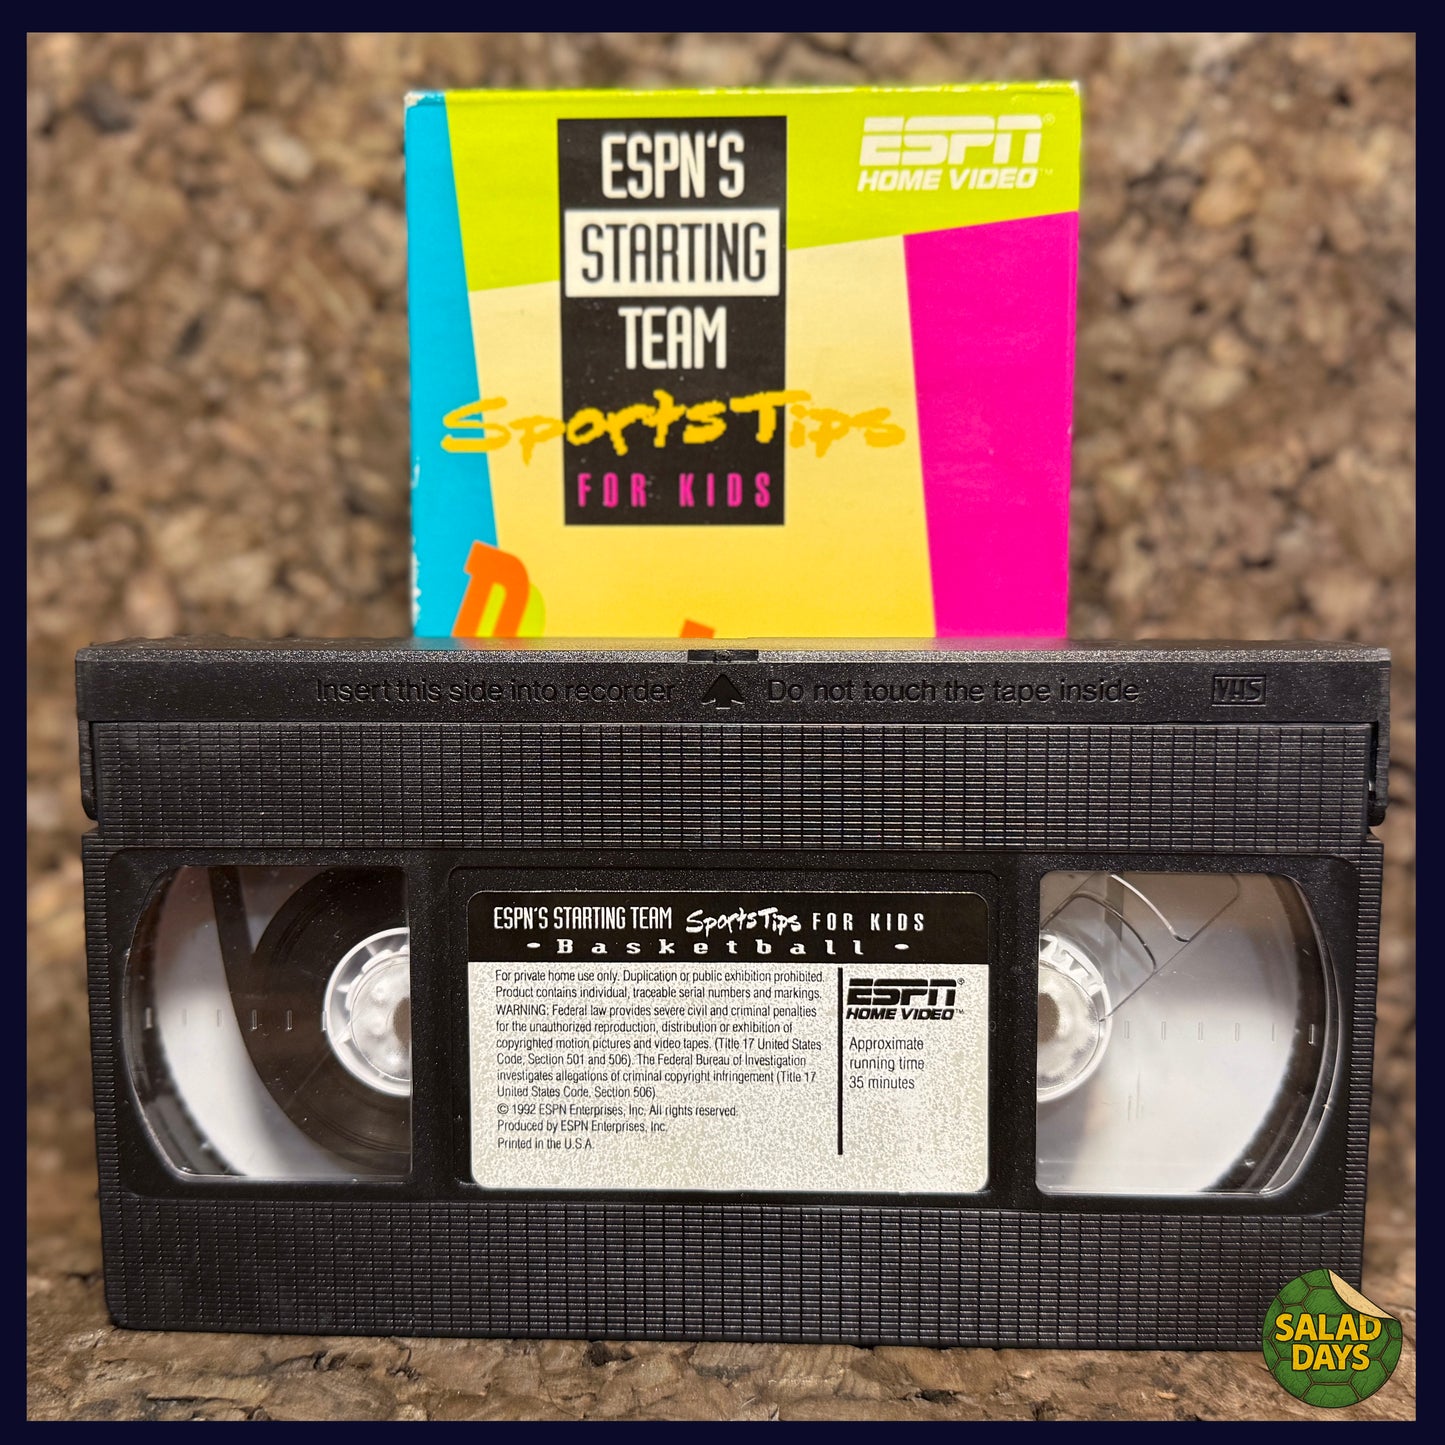 ESPN'S
STARTING
TEAM
Sports Tips
FOR KIDS
ESPN®
HOME VIDEO™
Insert this side into recorder Do not touch the tape inside VHS
ESPN'S STARTING TEAM Sports Tips FOR KIDS
- Basketball -
For private home use only. Duplication or public exhibition prohibited.
Product contains individual, traceable serial numbers and markings.
WARNING: Federal law provides severe civil and criminal penalties
for the unauthorized reproduction, distribution or exhibition of
copyrighted motion pictures and video tapes. (Title 17 United States
Code, Section 501 and 506). The Federal Bureau of Investigation
investigates allegations of criminal copyright infringement (Title 17
United States Code, Section 506).
© 1992 ESPN Enterprises, Inc. All rights reserved.
Produced by ESPN Enterprises, Inc.
Printed in the U.S.A.
ESPN®
HOME VIDEO™
Approximate
running time
35 minutes
SALAD
DAYS